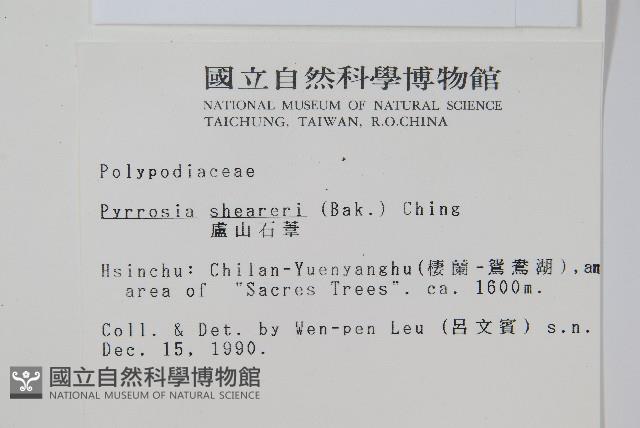 國立自然科學博物館
NATIONAL MUSEUM OF NATURAL SCIENCE
TAICHUNG, TAIWAN, R.O.CHINA
Polypodiaceae
Pyrrosia sheareri (Bak.) Ching
盧山石葦
Hsinchu: Chilan-Yuenyanghu(棲蘭-鴛鴦湖),an
area of "Sacres Trees". ca. 1600m.
Coll. & Det. by Wen-pen Leu (呂文賓) s.n.
Dec. 15, 1990.
國立自然科學博物館
NATIONAL MUSEUM OF NATURAL SCIENCE